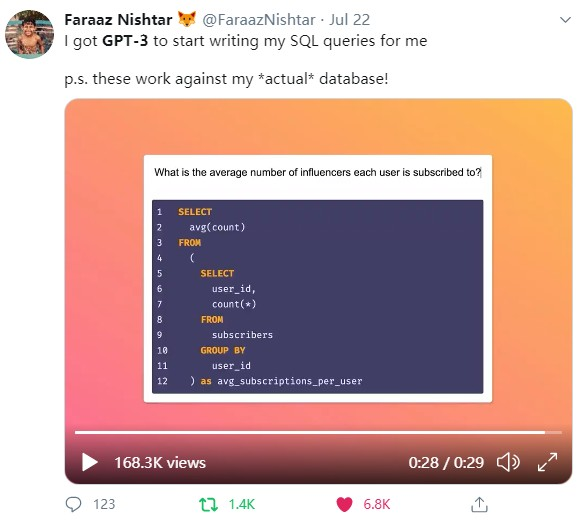 Faraaz Nishtar 🦊 @FaraazNishtar · Jul 22
I got GPT-3 to start writing my SQL queries for me
p.s. these work against my *actual* database!
What is the average number of influencers each user is subscribed to?
1 SELECT
2 avg(count)
3 FROM
4 (
5 SELECT
6 user_id,
7 count(*)
8 FROM
9 subscribers
10 GROUP BY
11 user_id
12 ) as avg_subscriptions_per_user
168.3K views 0:28 / 0:29
123 1.4K 6.8K